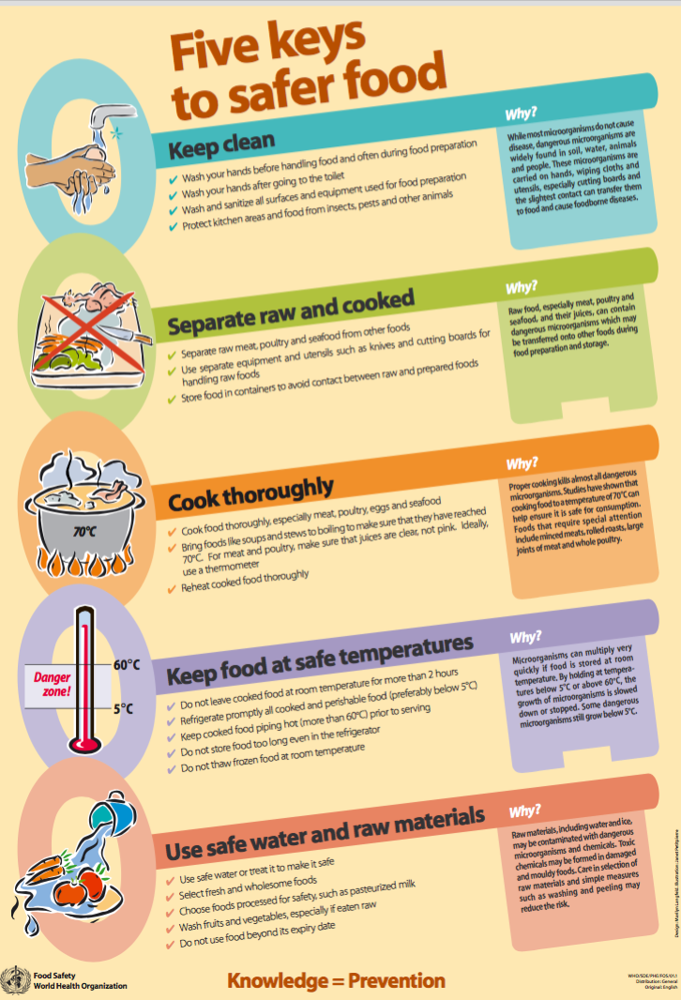 Five keys
to safer food
Keep clean
✔ Wash your hands before handling food and often during food preparation
✔ Wash your hands after going to the toilet
✔ Wash and sanitize all surfaces and equipment used for food preparation
✔ Protect kitchen areas and food from insects, pests and other animals
Why?
While most microorganisms do not cause
disease, dangerous microorganisms are
widely found in soil, water, animals
and people. These microorganisms are
carried on hands, wiping cloths and
utensils, especially cutting boards and
the slightest contact can transfer them
to food and cause foodborne diseases.
Separate raw and cooked
✔ Separate raw meat, poultry and seafood from other foods
✔ Use separate equipment and utensils such as knives and cutting boards for
handling raw foods
✔ Store food in containers to avoid contact between raw and prepared foods
Why?
Raw food, especially meat, poultry and
seafood, and their juices, can contain
dangerous microorganisms which may
be transferred onto other foods during
food preparation and storage.
70°C
Cook thoroughly
✔ Cook food thoroughly, especially meat, poultry, eggs and seafood
✔ Bring foods like soups and stews to boiling to make sure that they have reached
70°C. For meat and poultry, make sure that juices are clear, not pink. Ideally,
use a thermometer
✔ Reheat cooked food thoroughly
Why?
Proper cooking kills almost all dangerous
microorganisms. Studies have shown that
cooking food to a temperature of 70°C can
help ensure it is safe for consumption.
Foods that require special attention
include minced meats, rolled roasts, large
joints of meat and whole poultry.
60°C
Danger
zone!
5°C
Keep food at safe temperatures
✔ Do not leave cooked food at room temperature for more than 2 hours
✔ Refrigerate promptly all cooked and perishable food (preferably below 5°C)
✔ Keep cooked food piping hot (more than 60°C) prior to serving
✔ Do not store food too long even in the refrigerator
✔ Do not thaw frozen food at room temperature
Why?
Microorganisms can multiply very
quickly if food is stored at room
temperature. By holding at tempera-
tures below 5°C or above 60°C, the
growth of microorganisms is slowed
down or stopped. Some dangerous
microorganisms still grow below 5°C.
Use safe water and raw materials
✔ Use safe water or treat it to make it safe
✔ Select fresh and wholesome foods
✔ Choose foods processed for safety, such as pasteurized milk
✔ Wash fruits and vegetables, especially if eaten raw
✔ Do not use food beyond its expiry date
Why?
Raw materials, including water and ice,
may be contaminated with dangerous
microorganisms and chemicals. Toxic
chemicals may be formed in damaged
and mouldy foods. Care in selection of
raw materials and simple measures
such as washing and peeling may
reduce the risk.
Food Safety
World Health Organization
Knowledge = Prevention
WHO/SDE/PHE/FOS/01.1
Distribution: General
Original: English